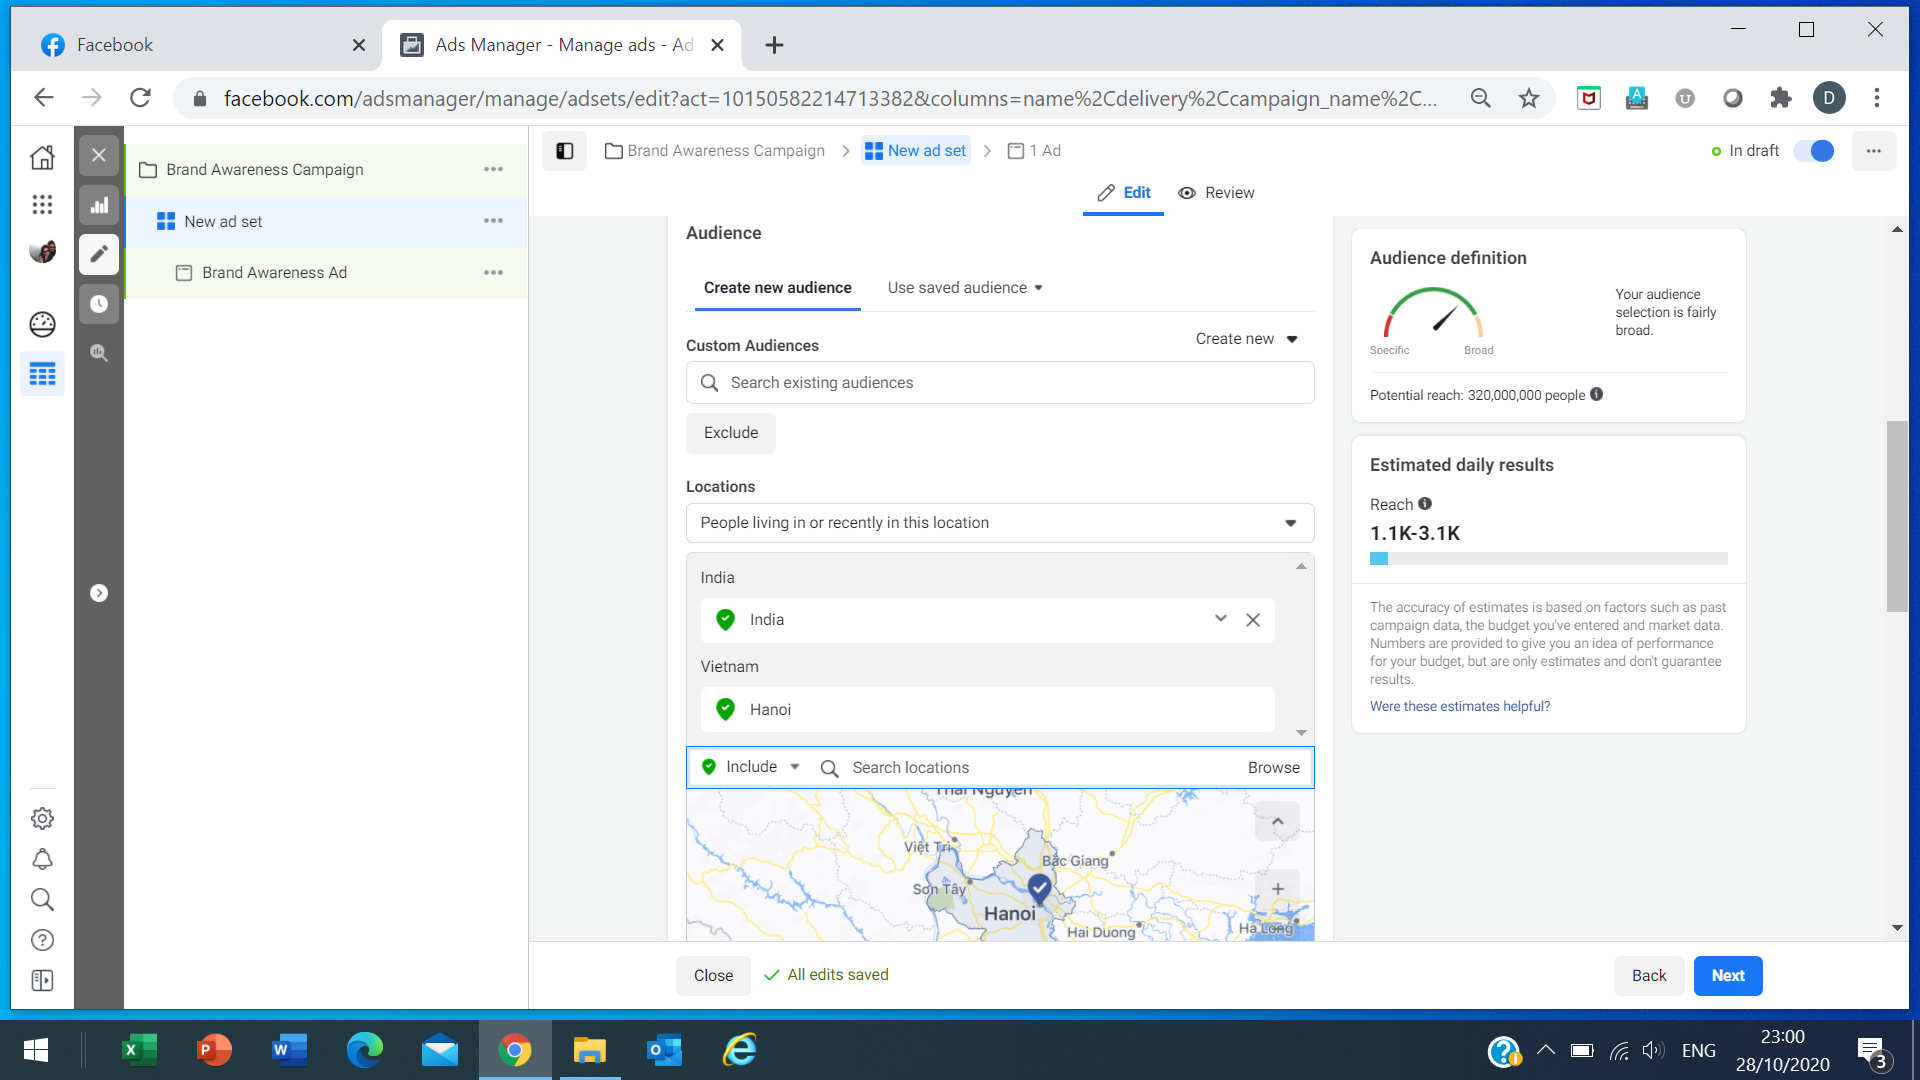 Facebook
Ads Manager - Manage ads - Ad
facebook.com/adsmanager/manage/adsets/edit?act=10150582214713382&columns=name%2Cdelivery%2Ccampaign_name%2C...
D
Brand Awareness Campaign
New ad set
Brand Awareness Ad
Brand Awareness Campaign
New ad set
1 Ad
In draft
Edit
Review
Audience
Create new audience
Use saved audience
Custom Audiences
Create new
Search existing audiences
Exclude
Locations
People living in or recently in this location
India
India
Vietnam
Hanoi
Include
Search locations
Browse
Thai Nguyen
Việt Trì
Bắc Giang
Sơn Tây
Hanoi
Hai Duong
Hạ Long
Audience definition
Your audience
selection is fairly
broad.
Specific
Broad
Potential reach: 320,000,000 people
Estimated daily results
Reach
1.1K-3.1K
The accuracy of estimates is based on factors such as past
campaign data, the budget you've entered and market data.
Numbers are provided to give you an idea of performance
for your budget, but are only estimates and don't guarantee
results.
Were these estimates helpful?
Close
All edits saved
Back
Next
ENG
23:00
28/10/2020
3